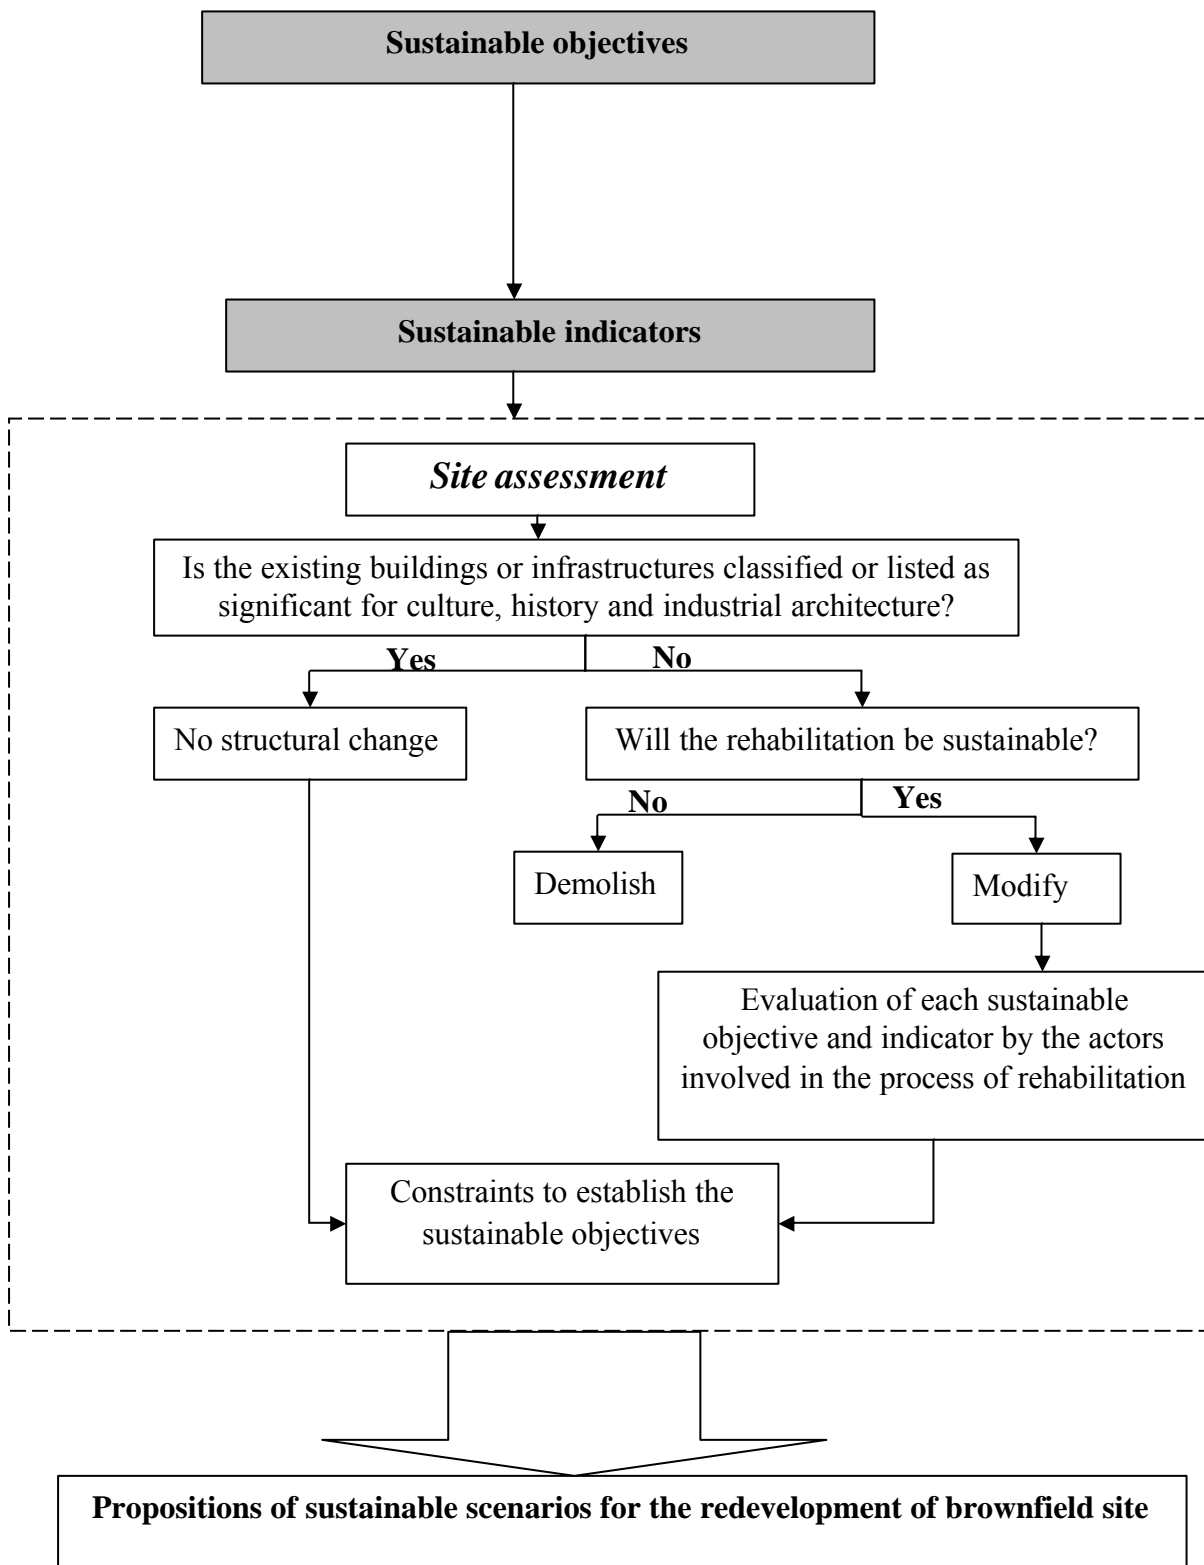 Sustainable objectives
Sustainable indicators
Site assessment
Is the existing buildings or infrastructures classified or listed as
significant for culture, history and industrial architecture?
Yes
No
No structural change
Will the rehabilitation be sustainable?
No
Yes
Demolish
Modify
Evaluation of each sustainable
objective and indicator by the actors
involved in the process of rehabilitation
Constraints to establish the
sustainable objectives
Propositions of sustainable scenarios for the redevelopment of brownfield site